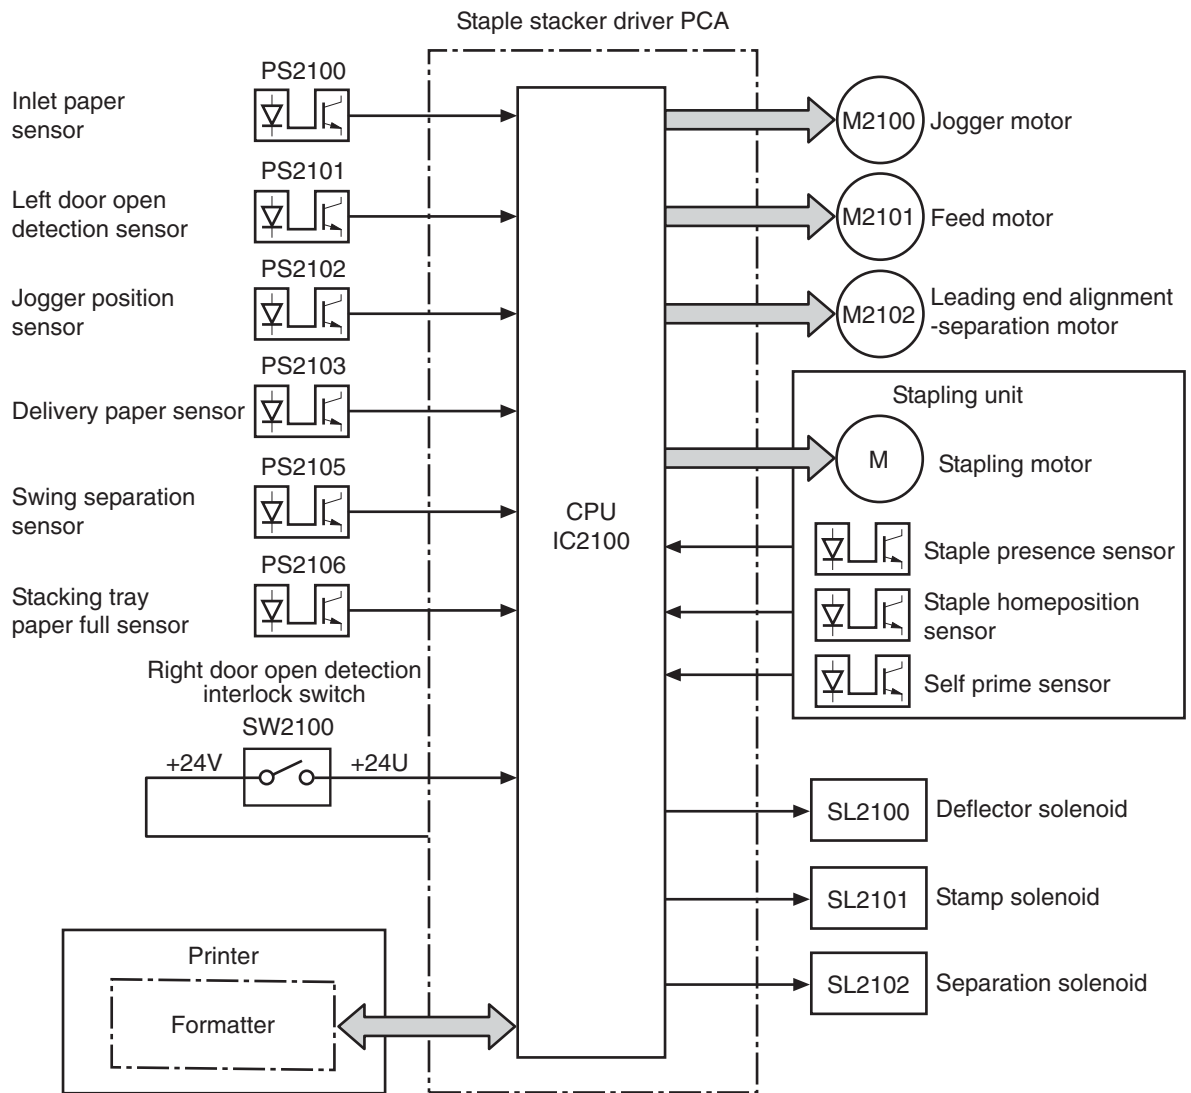 Staple stacker driver PCA
PS2100
Inlet paper
sensor
PS2101
Left door open
detection sensor
PS2102
Jogger position
sensor
PS2103
Delivery paper sensor
PS2105
Swing separation
sensor
PS2106
Stacking tray
paper full sensor
Right door open detection
interlock switch
SW2100
+24V
+24U
Printer
Formatter
CPU
IC2100
M2100
Jogger motor
M2101
Feed motor
M2102
Leading end alignment
-separation motor
Stapling unit
M
Stapling motor
Staple presence sensor
Staple homeposition
sensor
Self prime sensor
SL2100
Deflector solenoid
SL2101
Stamp solenoid
SL2102
Separation solenoid